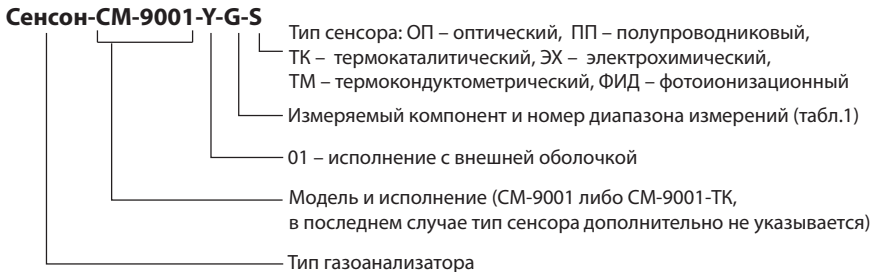 Сенсон-СМ-9001-Y-G-S
Тип сенсора: ОП – оптический, ПП – полупроводниковый,
ТК – термокаталитический, ЭХ – электрохимический,
ТМ – термокондуктометрический, ФИД – фотоионизационный
Измеряемый компонент и номер диапазона измерений (табл.1)
01 – исполнение с внешней оболочкой
Модель и исполнение (СМ-9001 либо СМ-9001-ТК,
в последнем случае тип сенсора дополнительно не указывается)
Тип газоанализатора